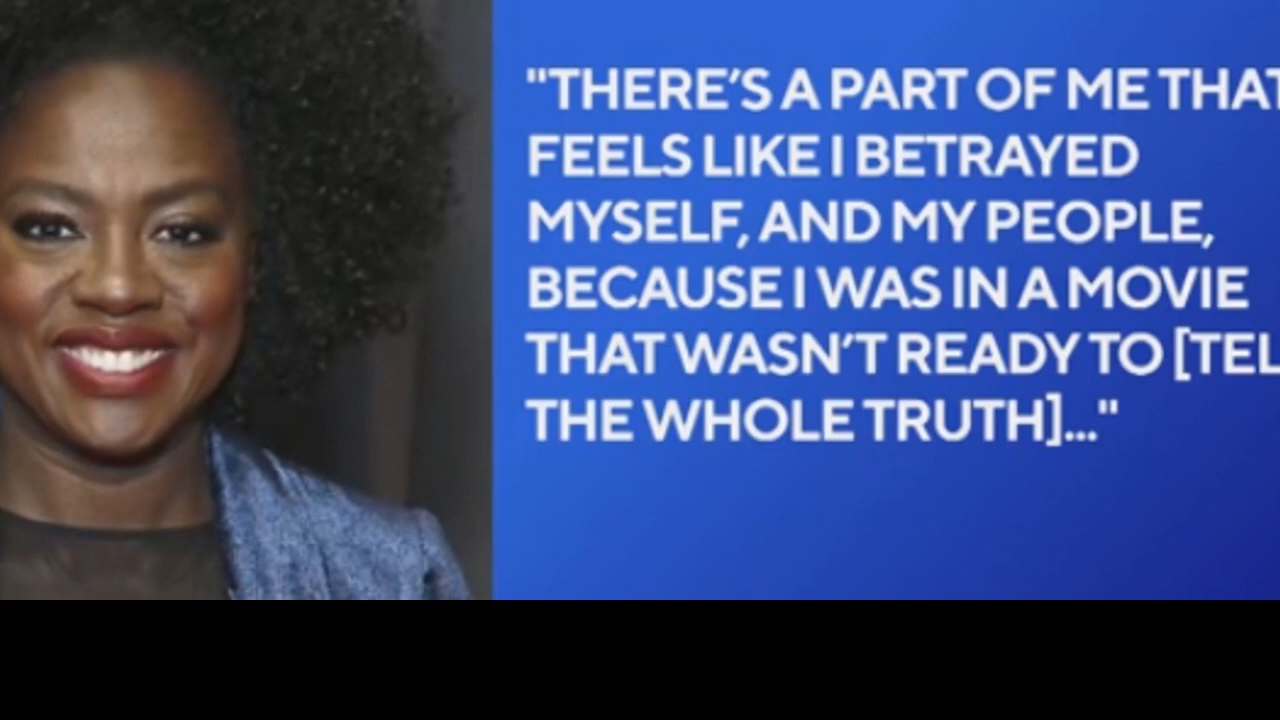 "THERE'S A PART OF ME THAT
FEELS LIKE I BETRAYED
MYSELF, AND MY PEOPLE,
BECAUSE I WAS IN A MOVIE
THAT WASN'T READY TO [TEL
THE WHOLE TRUTH]..."